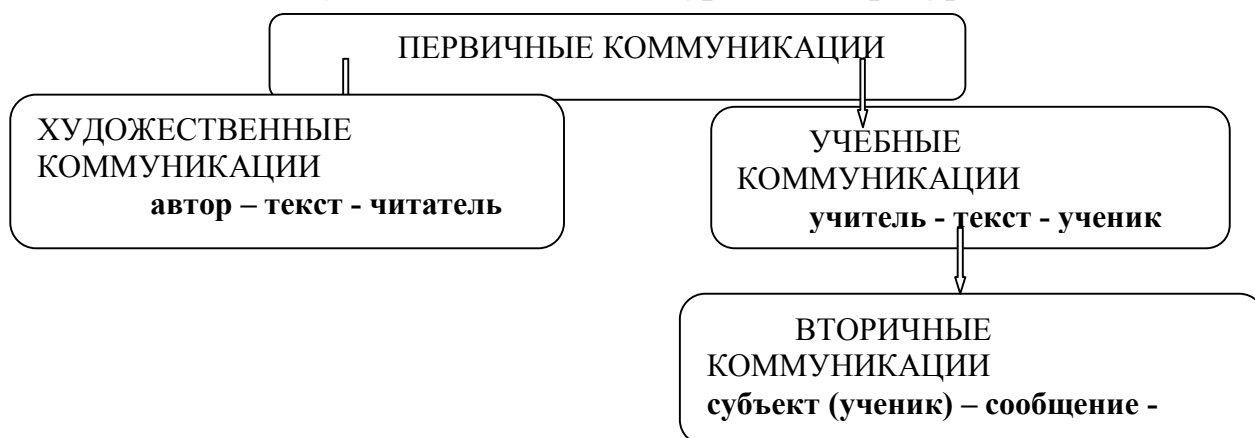 ПЕРВИЧНЫЕ КОММУНИКАЦИИ
ХУДОЖЕСТВЕННЫЕ
КОММУНИКАЦИИ
автор – текст - читатель
УЧЕБНЫЕ
КОММУНИКАЦИИ
учитель - текст - ученик
ВТОРИЧНЫЕ
КОММУНИКАЦИИ
субъект (ученик) – сообщение -